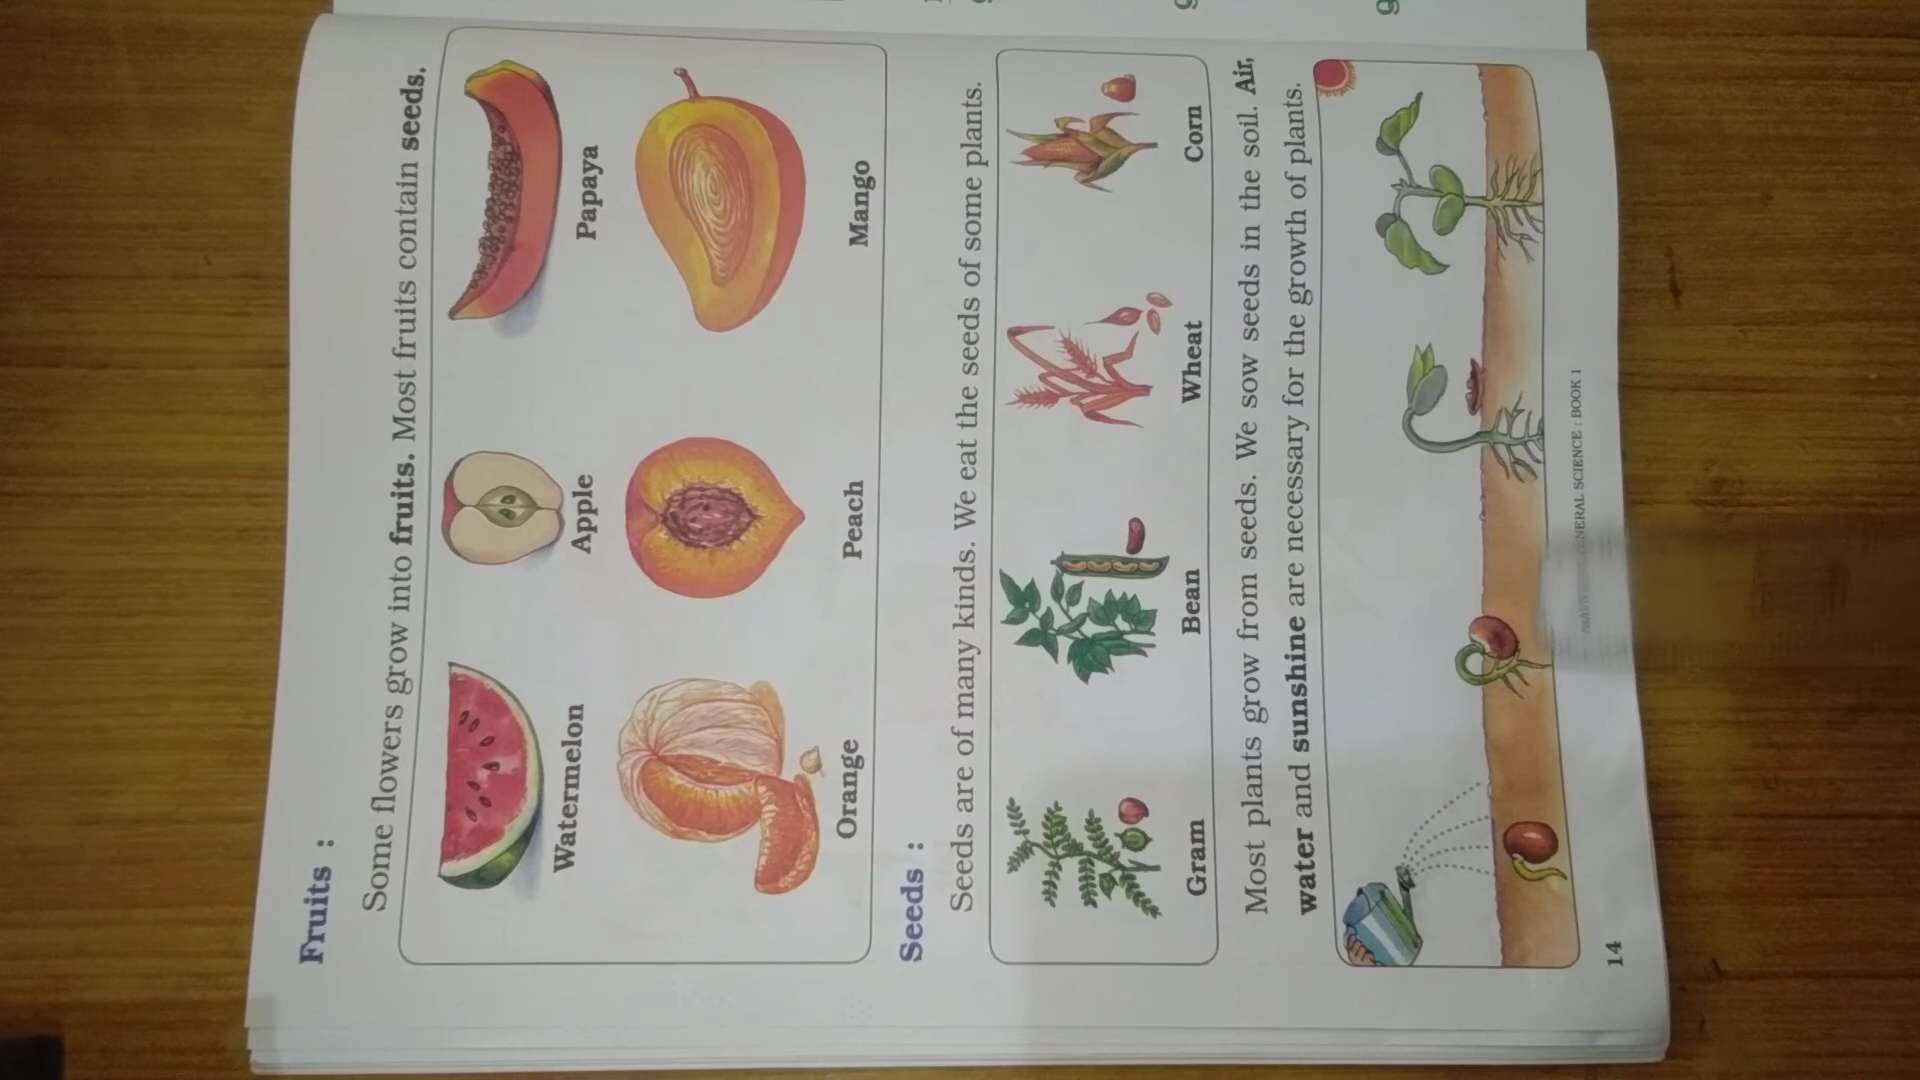 Fruits :
Some flowers grow into fruits. Most fruits contain seeds.
Watermelon Apple Papaya
Orange Peach Mango
Seeds :
Seeds are of many kinds. We eat the seeds of some plants.
Gram Bean Wheat Corn
Most plants grow from seeds. We sow seeds in the soil. Air,
water and sunshine are necessary for the growth of plants.
14 GENERAL SCIENCE : BOOK 1